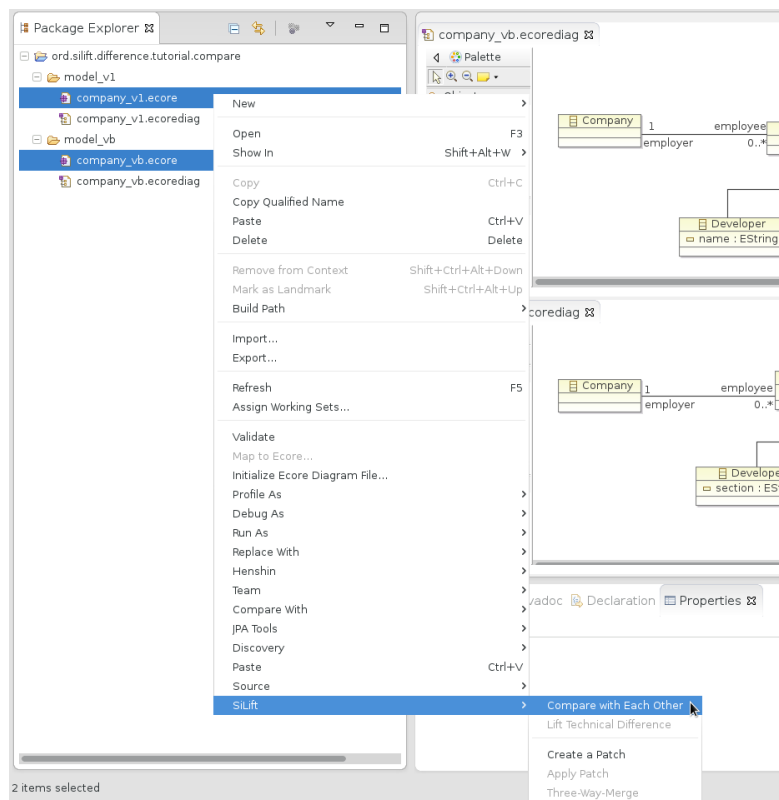 Package Explorer
ord.silift.difference.tutorial.compare
model_v1
company_v1.ecore
company_v1.ecorediag
model_vb
company_vb.ecore
company_vb.ecorediag
2 items selected
New
Open F3
Show In Shift+Alt+W
Copy Ctrl+C
Copy Qualified Name
Paste Ctrl+V
Delete Delete
Remove from Context Shift+Ctrl+Alt+Down
Mark as Landmark Shift+Ctrl+Alt+Up
Build Path
Import...
Export...
Refresh F5
Assign Working Sets...
Validate
Map to Ecore...
Initialize Ecore Diagram File...
Profile As
Debug As
Run As
Replace With
Henshin
Team
Compare With
JPA Tools
Discovery
Paste Ctrl+V
Source
SiLift
Compare with Each Other
Lift Technical Difference
Create a Patch
Apply Patch
Three-Way-Merge
company_vb.ecorediag
Palette
Company
1 employee
employer 0..*
Developer
name : EString
corediag
Company
1 employee
employer 0..*
Develope
section : ES
vadoc Declaration Properties